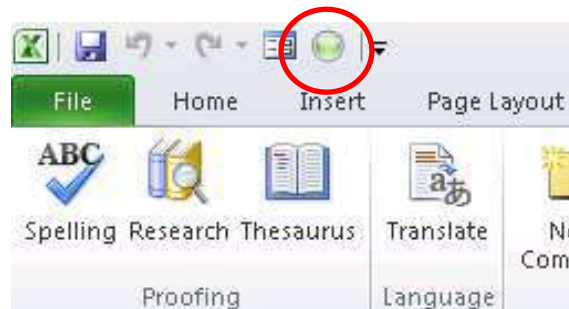 File Home Insert Page Layout
ABC
Spelling Research Thesaurus Translate
Proofing Language